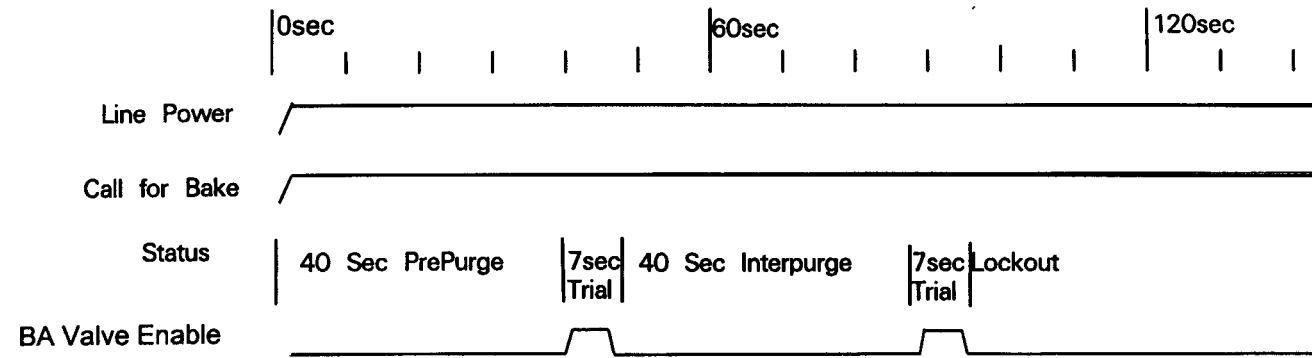 0sec 60sec 120sec
Line Power
Call for Bake
Status 40 Sec PrePurge 7sec Trial 40 Sec Interpurge 7sec Trial Lockout
BA Valve Enable